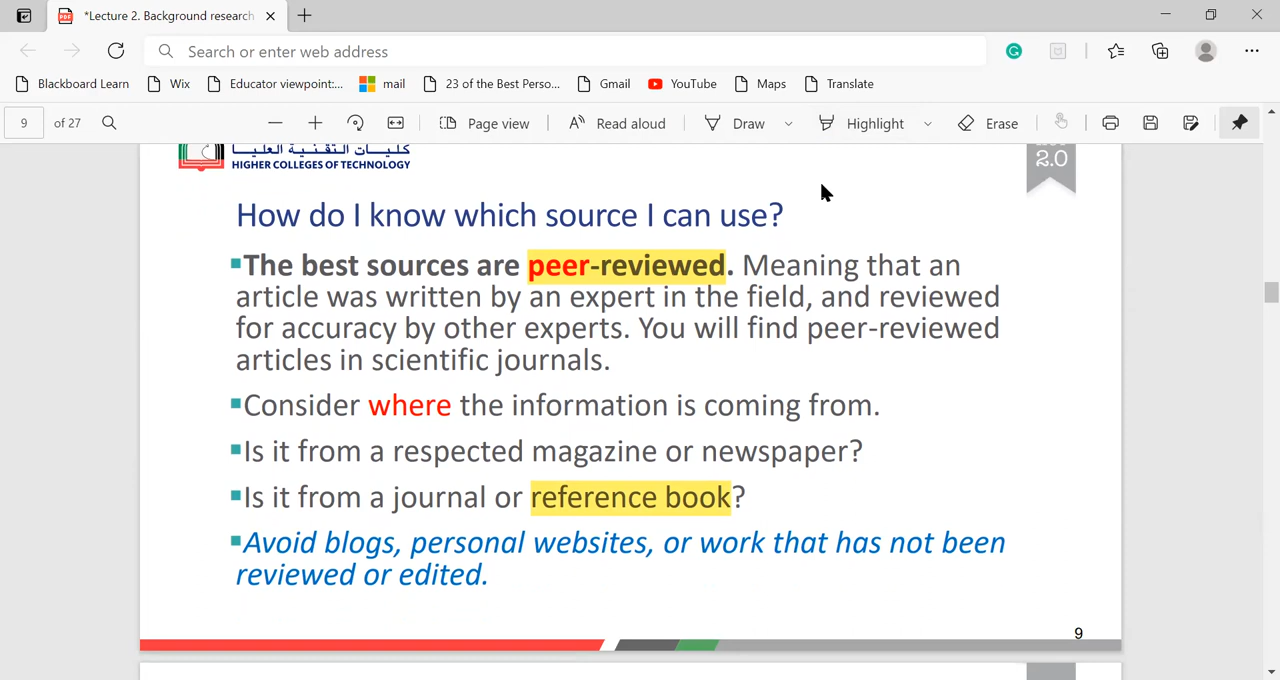 *Lecture 2. Background research
Search or enter web address
Blackboard Learn Wix Educator viewpoint:... mail 23 of the Best Perso... Gmail YouTube Maps Translate
9 of 27 Page view Read aloud Draw Highlight Erase
كليات التقنية العليا
HIGHER COLLEGES OF TECHNOLOGY
2.0
How do I know which source I can use?
The best sources are peer-reviewed. Meaning that an
article was written by an expert in the field, and reviewed
for accuracy by other experts. You will find peer-reviewed
articles in scientific journals.
Consider where the information is coming from.
Is it from a respected magazine or newspaper?
Is it from a journal or reference book?
Avoid blogs, personal websites, or work that has not been
reviewed or edited.
9